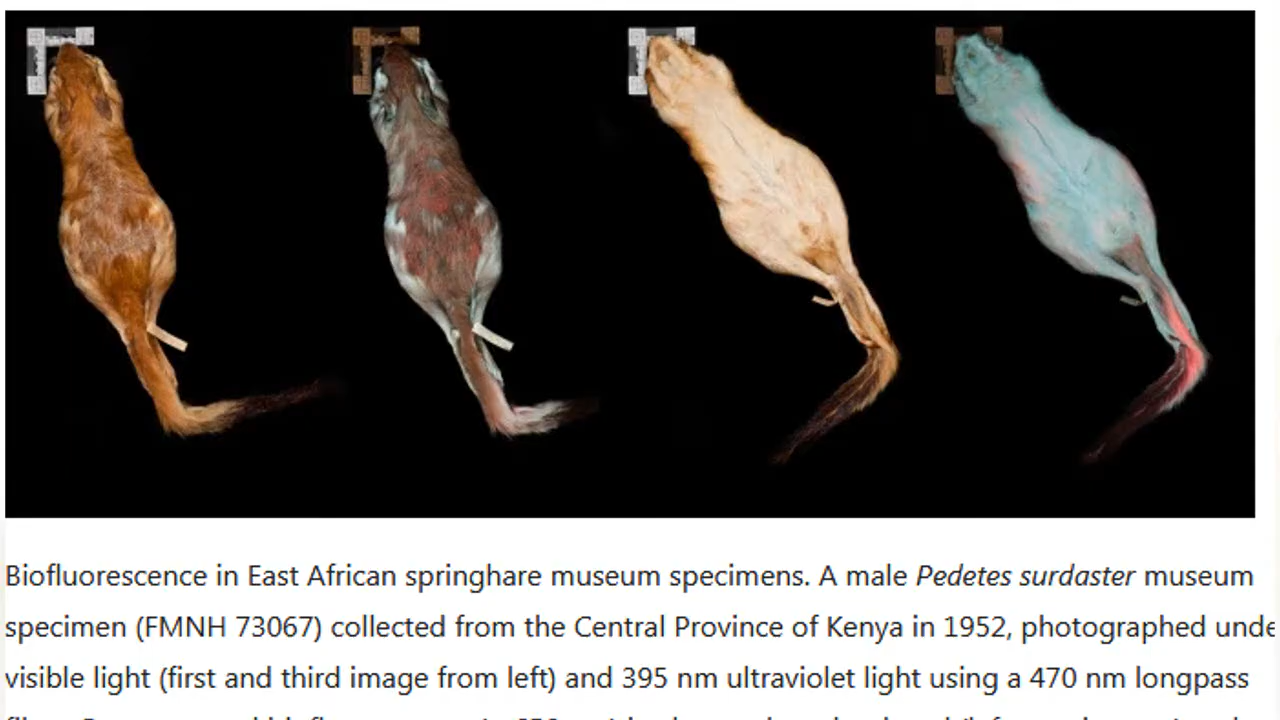 Biofluorescence in East African springhare museum specimens. A male Pedetes surdaster museum
specimen (FMNH 73067) collected from the Central Province of Kenya in 1952, photographed unde
visible light (first and third image from left) and 395 nm ultraviolet light using a 470 nm longpass